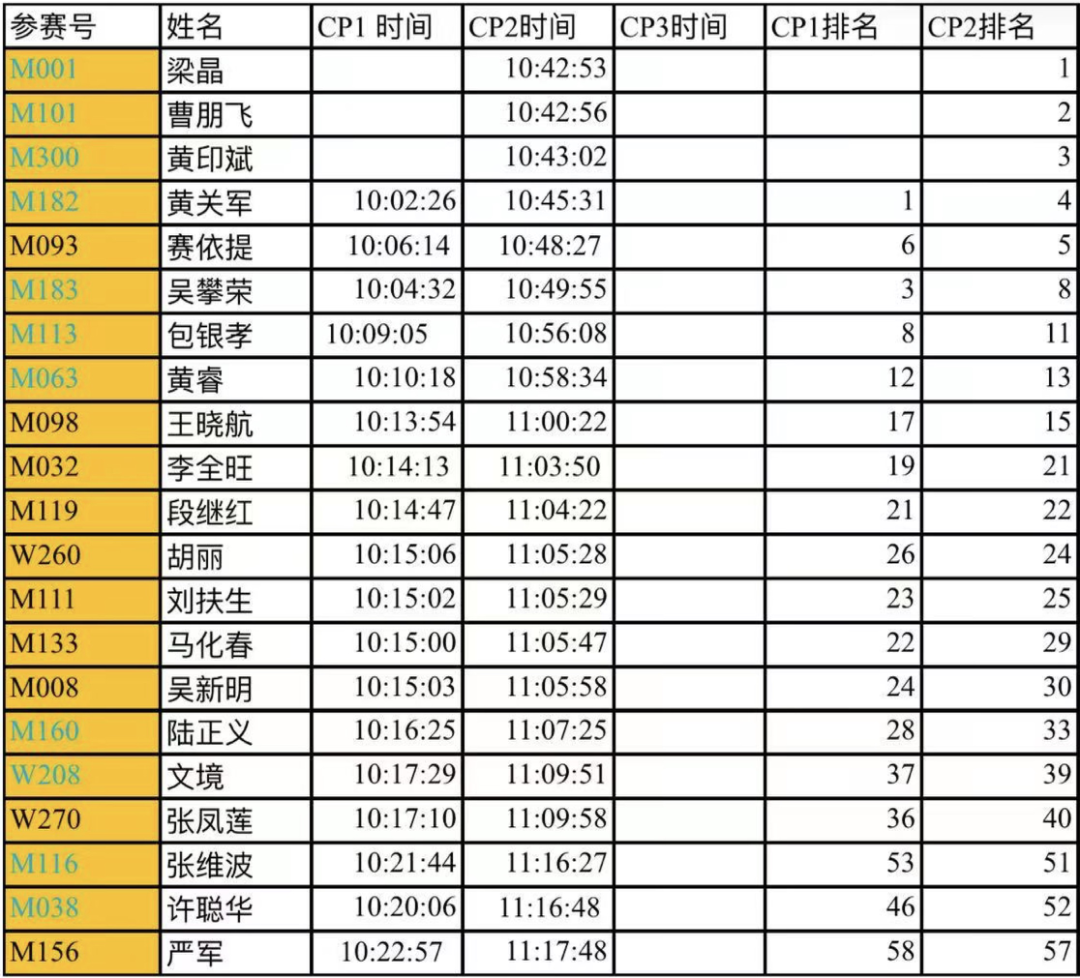 参赛号 姓名 CP1 时间 CP2时间 CP3时间 CP1排名 CP2排名
M001 梁晶 10:42:53 1
M101 曹朋飞 10:42:56 2
M300 黄印斌 10:43:02 3
M182 黄关军 10:02:26 10:45:31 1 4
M093 赛依提 10:06:14 10:48:27 6 5
M183 吴攀荣 10:04:32 10:49:55 3 8
M113 包银孝 10:09:05 10:56:08 8 11
M063 黄睿 10:10:18 10:58:34 12 13
M098 王晓航 10:13:54 11:00:22 17 15
M032 李全旺 10:14:13 11:03:50 19 21
M119 段继红 10:14:47 11:04:22 21 22
W260 胡丽 10:15:06 11:05:28 26 24
M111 刘扶生 10:15:02 11:05:29 23 25
M133 马化春 10:15:00 11:05:47 22 29
M008 吴新明 10:15:03 11:05:58 24 30
M160 陆正义 10:16:25 11:07:25 28 33
W208 文境 10:17:29 11:09:51 37 39
W270 张凤莲 10:17:10 11:09:58 36 40
M116 张维波 10:21:44 11:16:27 53 51
M038 许聪华 10:20:06 11:16:48 46 52
M156 严军 10:22:57 11:17:48 58 57